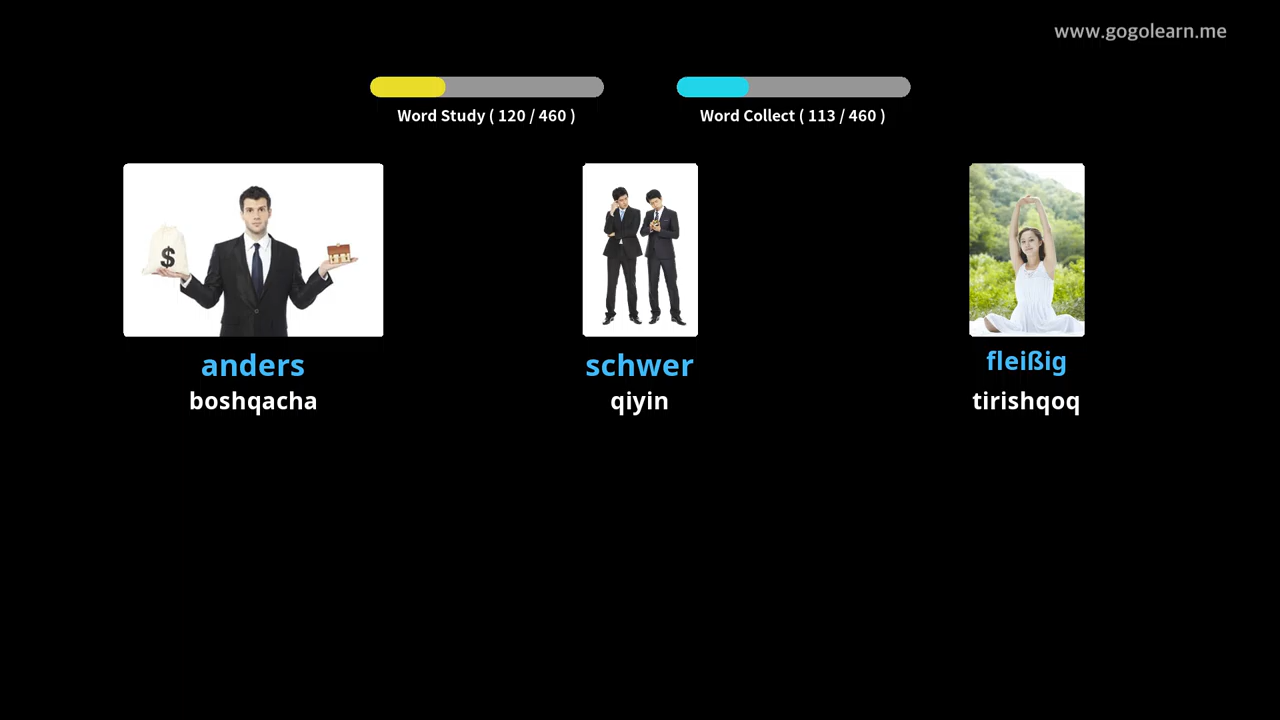 www.gogolearn.me
Word Study ( 120 / 460 )
Word Collect ( 113 / 460 )
$
anders
schwer
fleißig
boshqacha
qiyin
tirishqoq